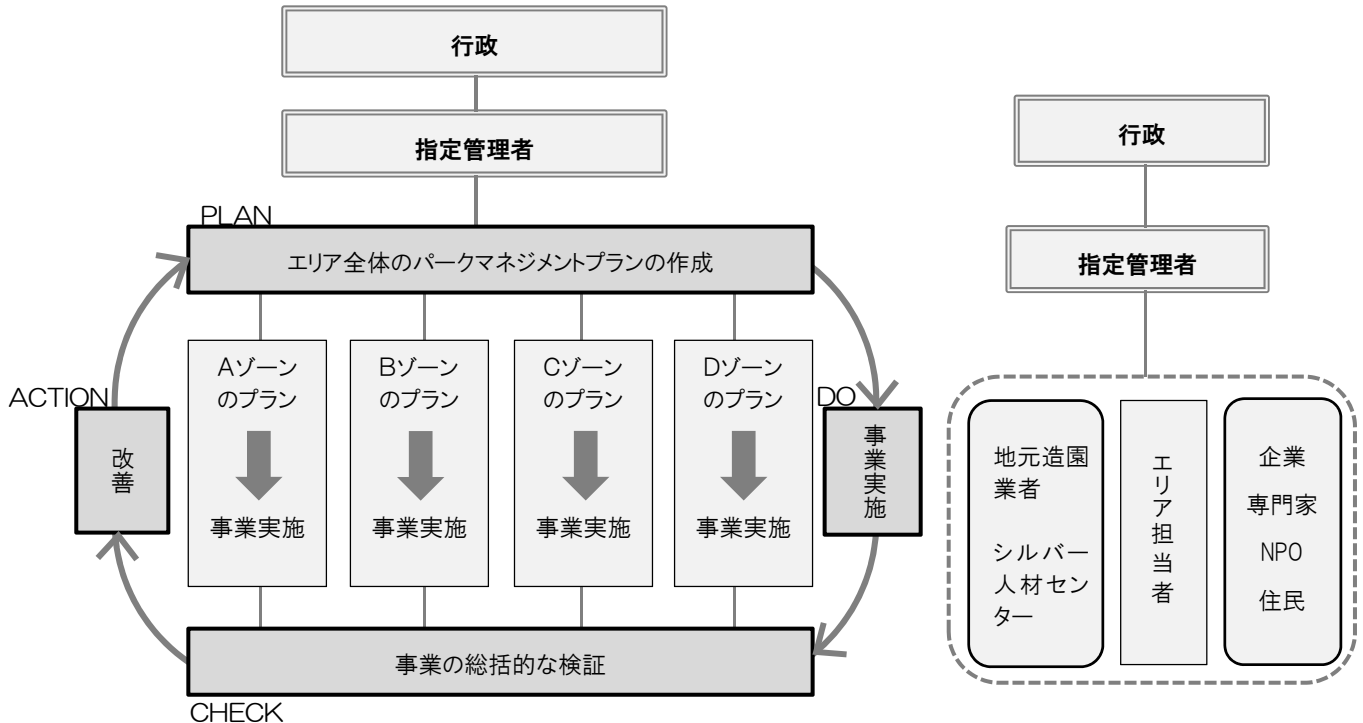 行政
指定管理者
PLAN
エリア全体のパークマネジメントプランの作成
Aゾーン
のプラン
事業実施
Bゾーン
のプラン
事業実施
Cゾーン
のプラン
事業実施
Dゾーン
のプラン
事業実施
DO
事業実施
ACTION
改善
事業の総括的な検証
CHECK
行政
指定管理者
地元造園
業者
シルバー
人材セン
ター
エリア担当者
企業
専門家
NPO
住民